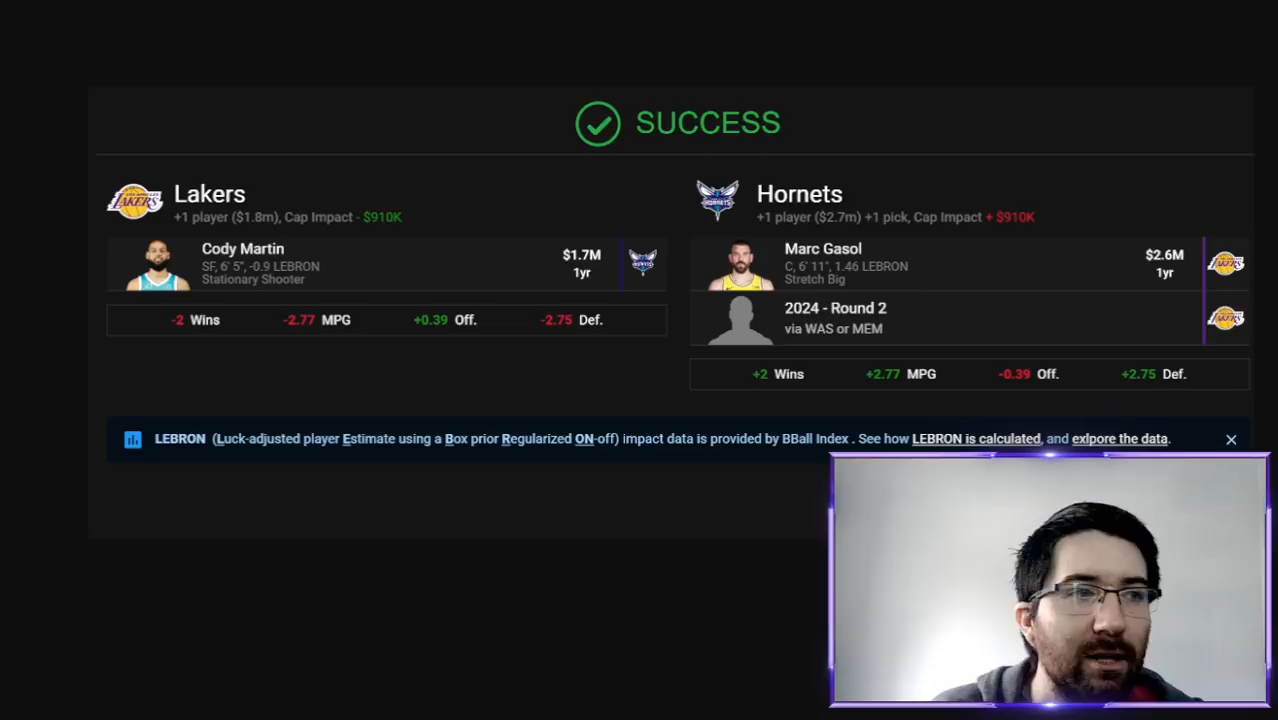 SUCCESS
Lakers
+1 player ($1.8m), Cap Impact - $910K
Cody Martin
SF, 6' 5", -0.9 LEBRON
Stationary Shooter
$1.7M
1yr
-2 Wins -2.77 MPG +0.39 Off. -2.75 Def.
Hornets
+1 player ($2.7m) +1 pick, Cap Impact + $910K
Marc Gasol
C, 6' 11", 1.46 LEBRON
Stretch Big
$2.6M
1yr
2024 - Round 2
via WAS or MEM
+2 Wins +2.77 MPG -0.39 Off. +2.75 Def.
LEBRON (Luck-adjusted player Estimate using a Box prior Regularized ON-off) impact data is provided by BBall Index . See how LEBRON is calculated, and exlpore the data.